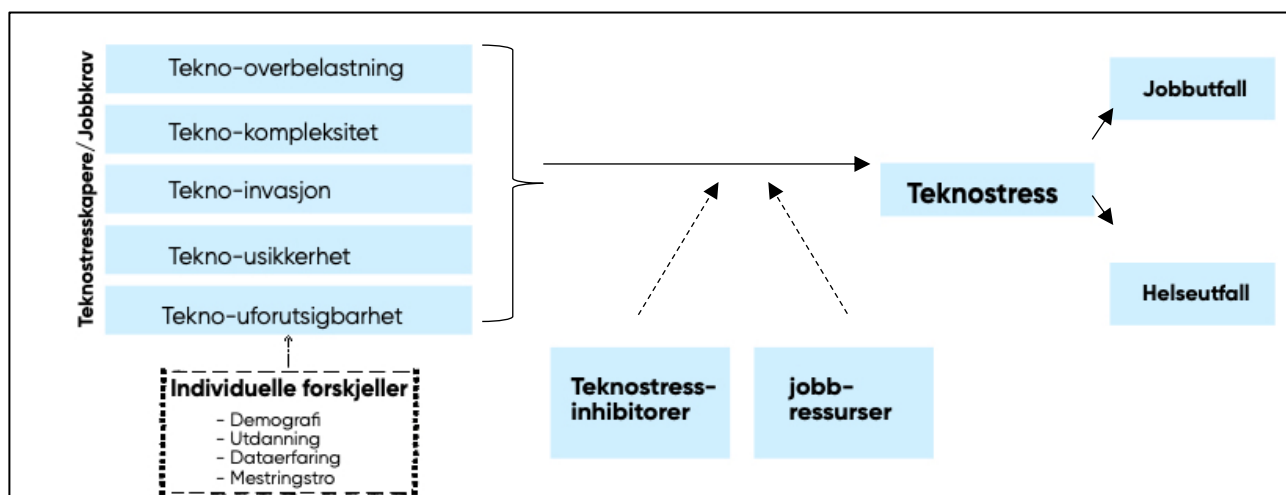 Teknostresskapere/Jobbkrav
Tekno-overbelastning
Tekno-kompleksitet
Tekno-invasjon
Tekno-usikkerhet
Tekno-uforutsigbarhet
Individuelle forskjeller
- Demografi
- Utdanning
- Dataerfaring
- Mestringstro
Teknostress-
inhibitorer
jobb-
ressurser
Teknostress
Jobbutfall
Helseutfall